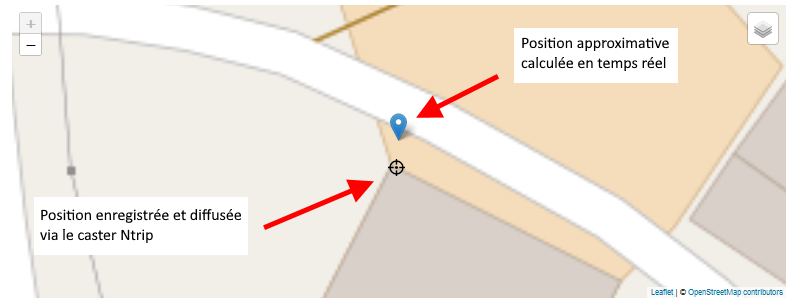 +
−
Position approximative
calculée en temps réel
Position enregistrée et diffusée
via le caster Ntrip
Leaflet | © OpenStreetMap contributors